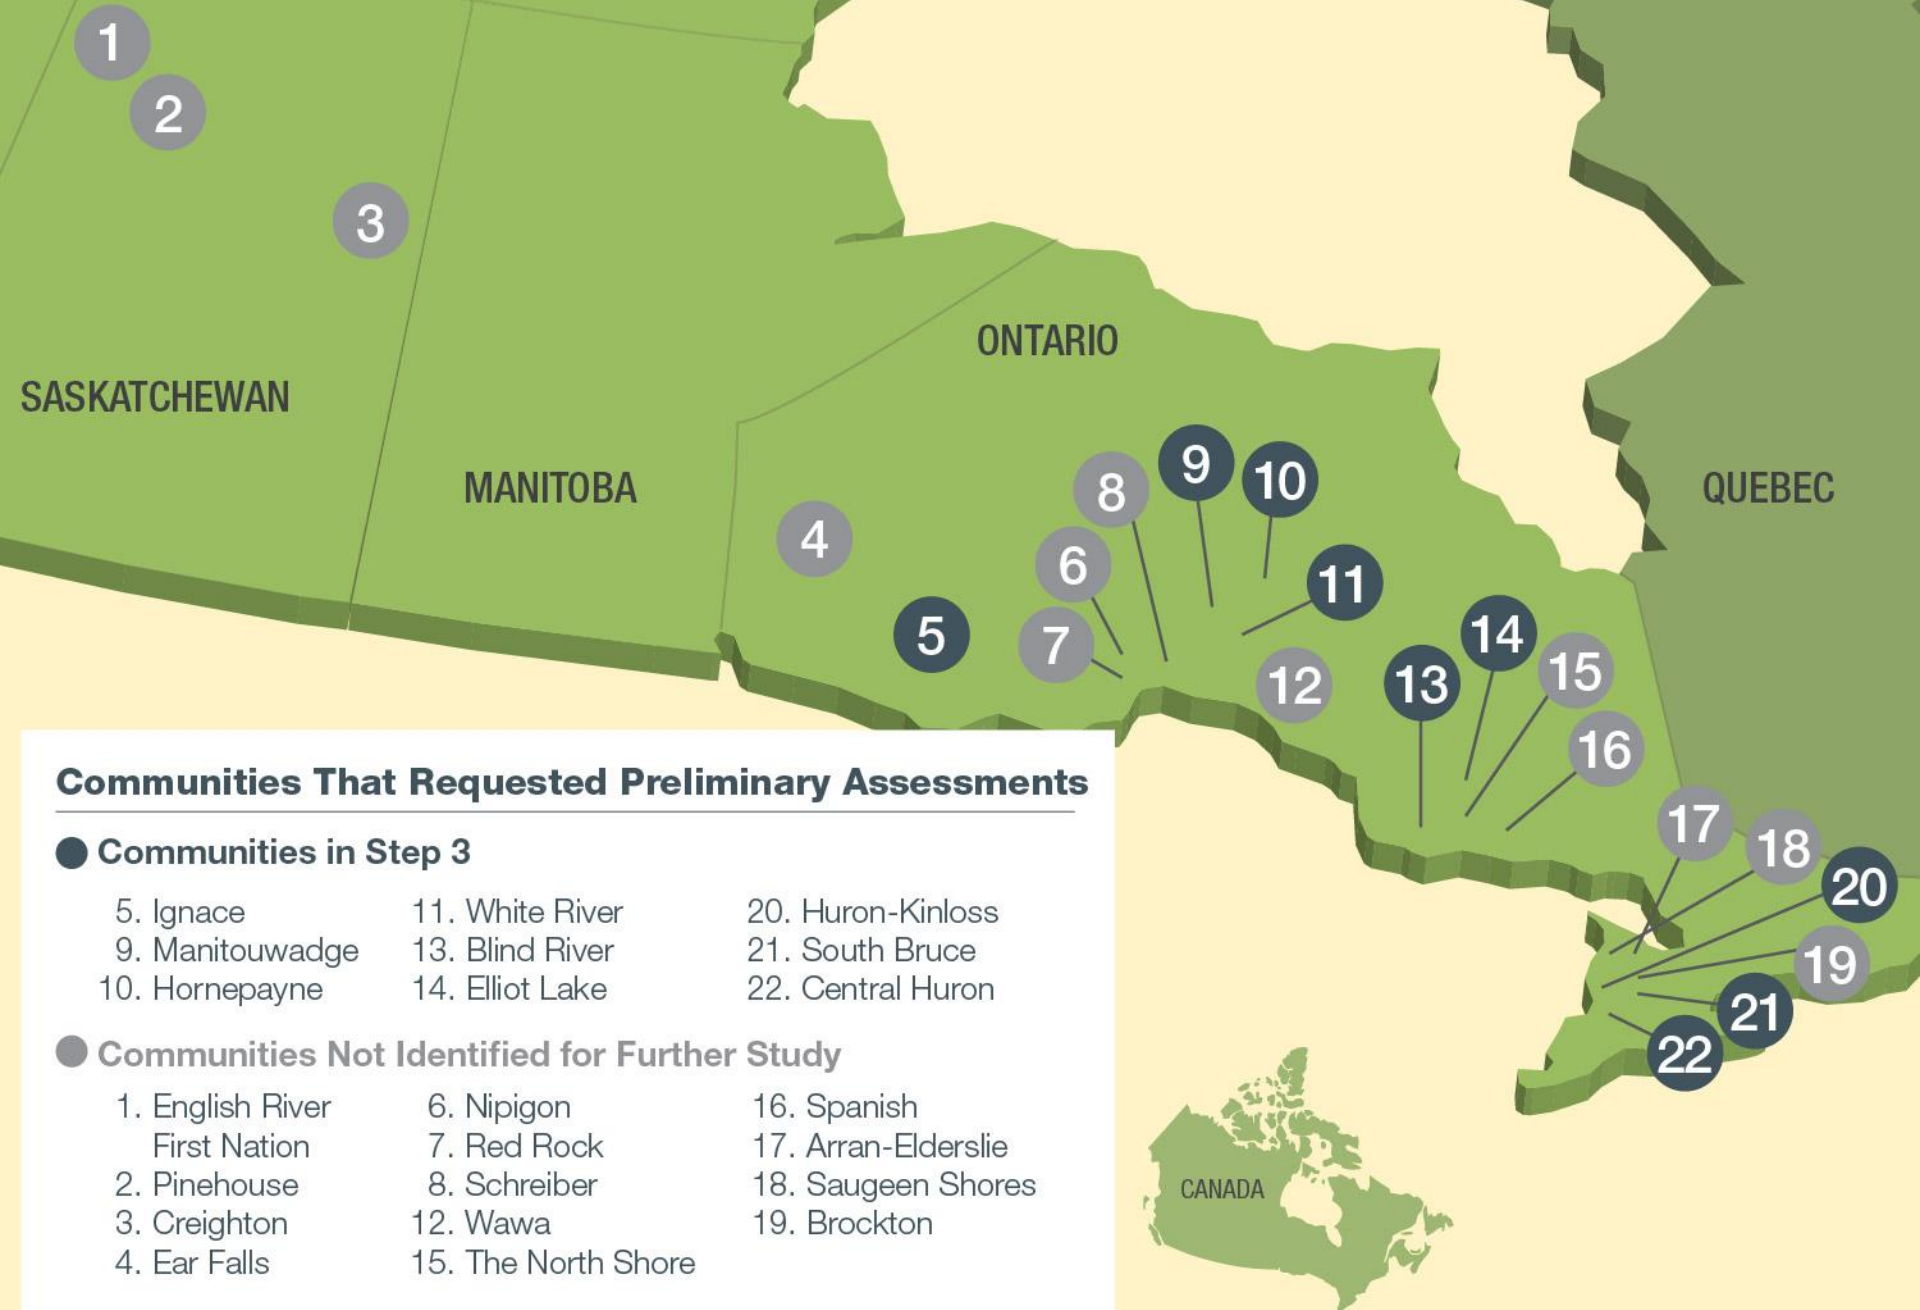 1
2
3
SASKATCHEWAN
MANITOBA
ONTARIO
QUEBEC
4
5
6
7
8
9
10
11
12
13
14
15
16
17
18
19
20
21
22
Communities That Requested Preliminary Assessments
Communities in Step 3
5. Ignace
9. Manitouwadge
10. Hornepayne
11. White River
13. Blind River
14. Elliot Lake
20. Huron-Kinloss
21. South Bruce
22. Central Huron
Communities Not Identified for Further Study
1. English River
First Nation
2. Pinehouse
3. Creighton
4. Ear Falls
6. Nipigon
7. Red Rock
8. Schreiber
12. Wawa
15. The North Shore
16. Spanish
17. Arran-Elderslie
18. Saugeen Shores
19. Brockton
CANADA